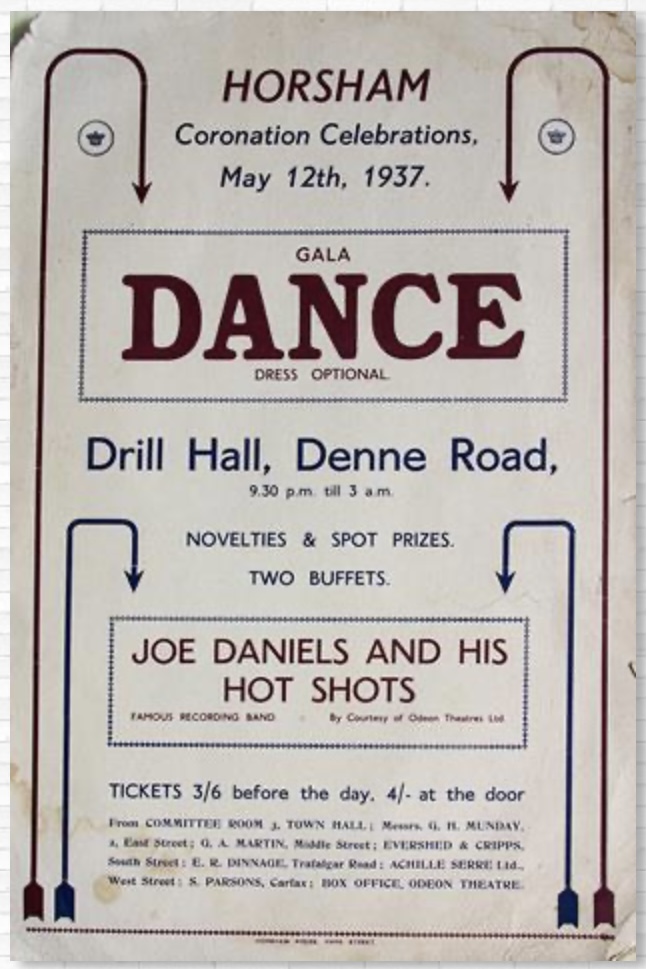 HORSHAM
Coronation Celebrations,
May 12th, 1937.
GALA
DANCE
DRESS OPTIONAL.
Drill Hall, Denne Road,
9.30 p.m. till 3 a.m.
NOVELTIES & SPOT PRIZES.
TWO BUFFETS.
JOE DANIELS AND HIS
HOT SHOTS
FAMOUS RECORDING BAND By Courtesy of Odeon Theatres Ltd.
TICKETS 3/6 before the day, 4/- at the door
From COMMITTEE ROOM 3, TOWN HALL; Messrs. G. H. MUNDAY,
2, East Street; G. A. MARTIN, Middle Street; EVERSHED & CRIPPS,
South Street; E. R. DINNAGE, Trafalgar Road; ACHILLE SERRE Ltd.,
West Street; S. PARSONS, Carfax; BOX OFFICE, ODEON THEATRE.